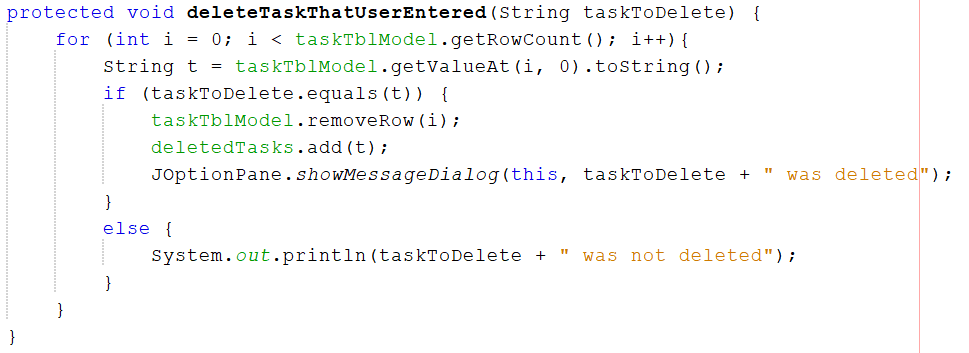 protected void deleteTaskThatUserEntered(String taskToDelete) {
    for (int i = 0; i < taskTblModel.getRowCount(); i++){
        String t = taskTblModel.getValueAt(i, 0).toString();
        if (taskToDelete.equals(t)) {
            taskTblModel.removeRow(i);
            deletedTasks.add(t);
            JOptionPane.showMessageDialog(this, taskToDelete + " was deleted");
        }
        else {
            System.out.println(taskToDelete + " was not deleted");
        }
    }
}